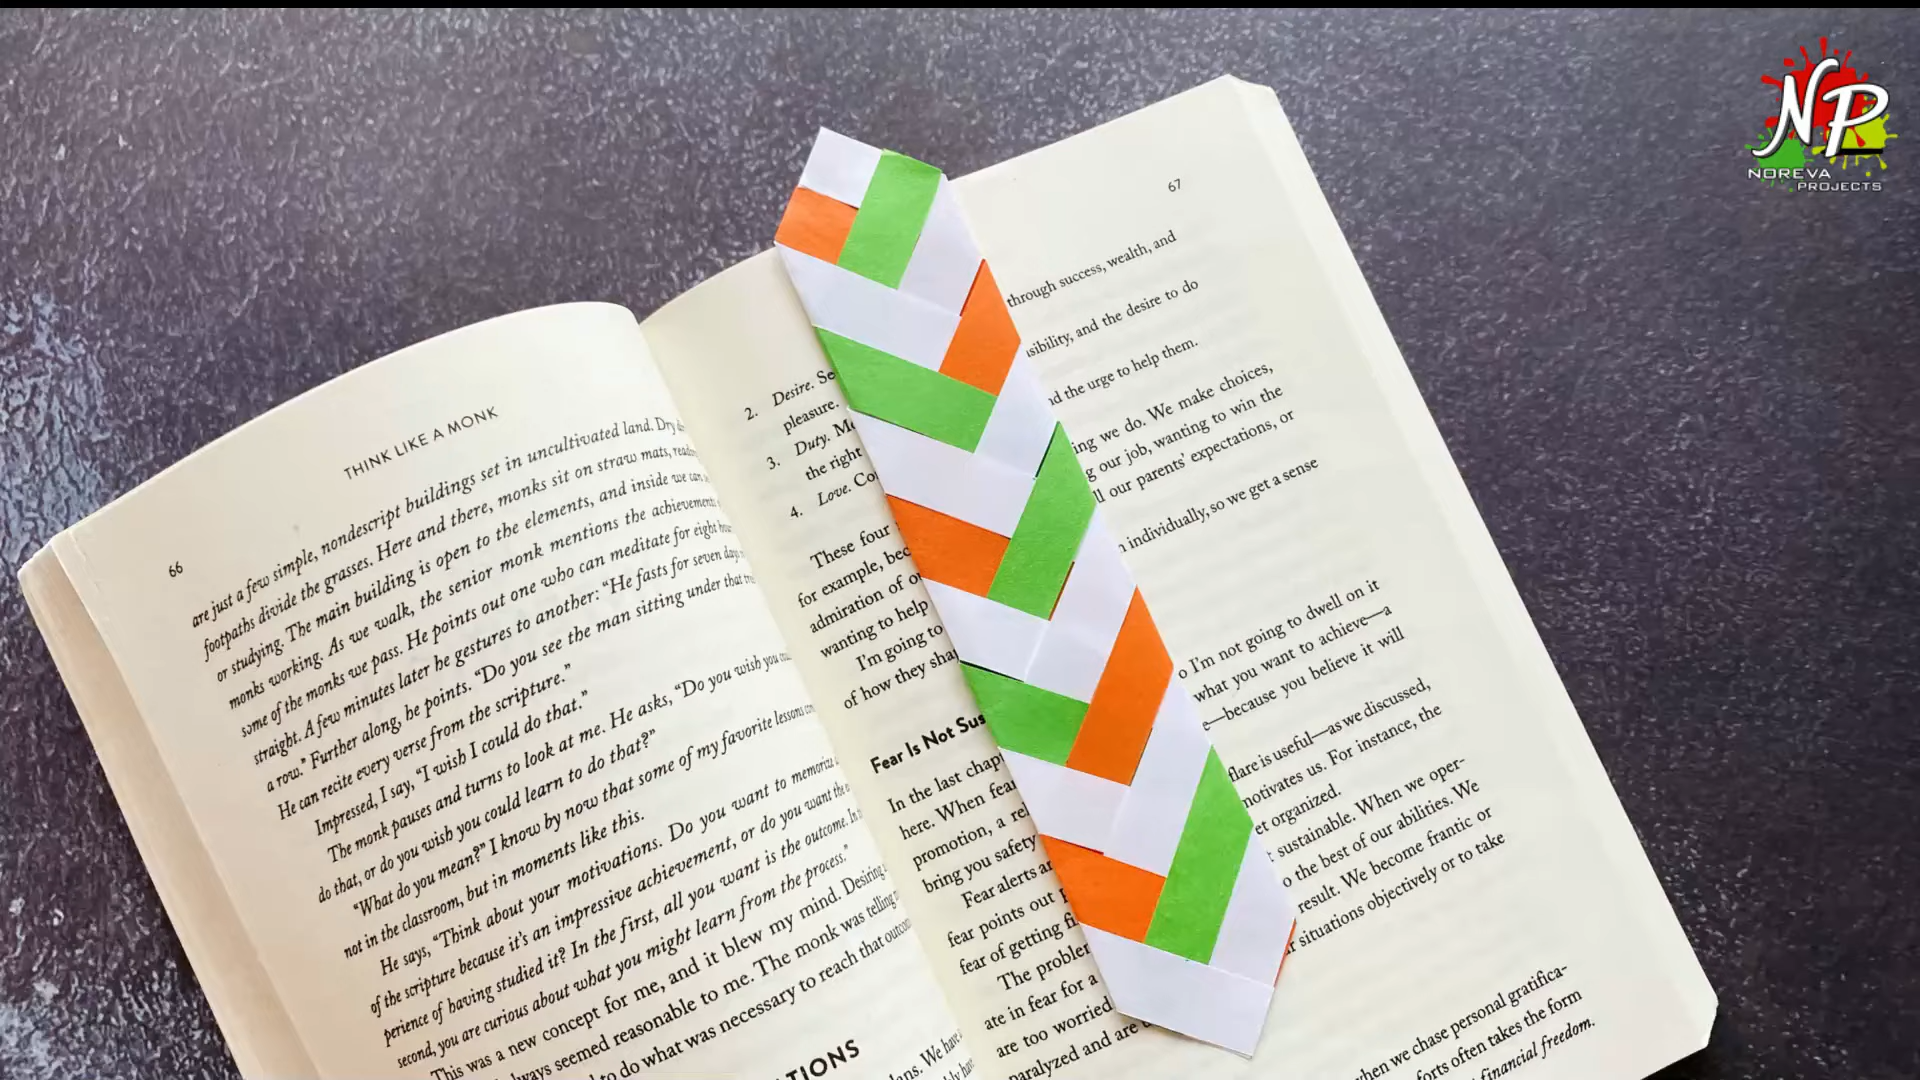 THINK LIKE A MONK
66
are just a few simple, nondescript buildings set in uncultivated land. Dry
footpaths divide the grasses. Here and there, monks sit on straw mats,
or studying. The main building is open to the elements, and inside we can
monks working. As we walk, the senior monk mentions the achievements
some of the monks we pass. He points out one who can meditate for eight
straight. A few minutes later he gestures to another: “He fasts for seven days
a row.” Further along, he points. “Do you see the man sitting under that
He can recite every verse from the scripture.”
Impressed, I say, “I wish I could do that.”
The monk pauses and turns to look at me. He asks, “Do you wish you
do that, or do you wish you could learn to do that?”
“What do you mean?” I know by now that some of my favorite lessons
not in the classroom, but in moments like this.
He says, “Think about your motivations. Do you want to memorize
of the scripture because it’s an impressive achievement, or do you want the
perience of having studied it? In the first, all you want is the outcome. In
second, you are curious about what you might learn from the process.”
This was a new concept for me, and it blew my mind. Desiring
always seemed reasonable to me. The monk was telling
to do what was necessary to reach that
67
through success, wealth, and
and the desire to do
and the urge to help them.
2. Desire.
pleasure.
3. Duty.
the right
4. Love.
we do. We make choices,
our job, wanting to win the
our parents’ expectations, or
individually, so we get a sense
These four
for example,
admiration of
wanting to help
I’m going to
of how they
I’m not going to dwell on it
what you want to achieve—a
—because you believe it will
Fear Is Not
In the last
here. When
promotion, a
bring you safety
Fear alerts
fear points out
fear of getting
The
ate in fear for a
are too worried
paralyzed and are
flare is useful—as we discussed,
motivates us. For instance, the
get organized.
sustainable. When we oper-
to the best of our abilities. We
result. We become frantic or
situations objectively or to take
when we chase personal gratifica-
often takes the form
financial freedom.
NP
NOREVA
PROJECTS